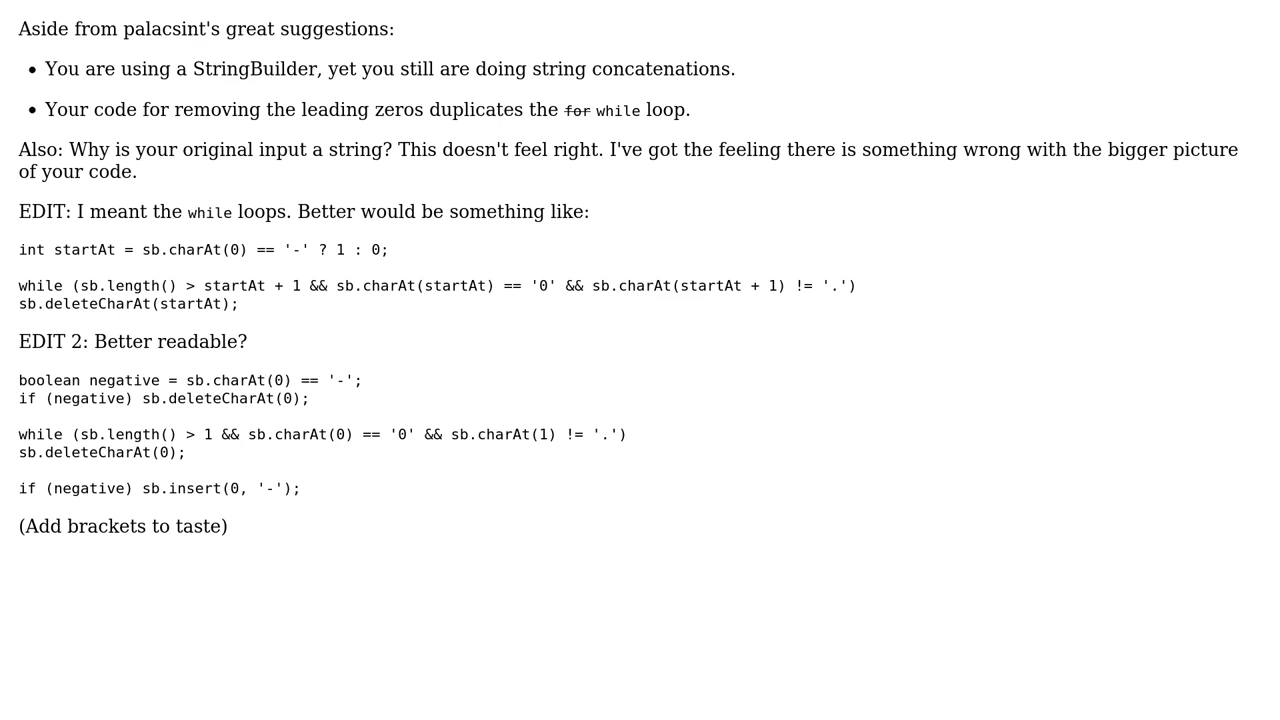 Aside from palacsint's great suggestions:
• You are using a StringBuilder, yet you still are doing string concatenations.
• Your code for removing the leading zeros duplicates the for while loop.
Also: Why is your original input a string? This doesn't feel right. I've got the feeling there is something wrong with the bigger picture
of your code.
EDIT: I meant the while loops. Better would be something like:
int startAt = sb.charAt(0) == '-' ? 1 : 0;
while (sb.length() > startAt + 1 && sb.charAt(startAt) == '0' && sb.charAt(startAt + 1) != '.')
sb.deleteCharAt(startAt);
EDIT 2: Better readable?
boolean negative = sb.charAt(0) == '-';
if (negative) sb.deleteCharAt(0);
while (sb.length() > 1 && sb.charAt(0) == '0' && sb.charAt(1) != '.')
sb.deleteCharAt(0);
if (negative) sb.insert(0, '-');
(Add brackets to taste)